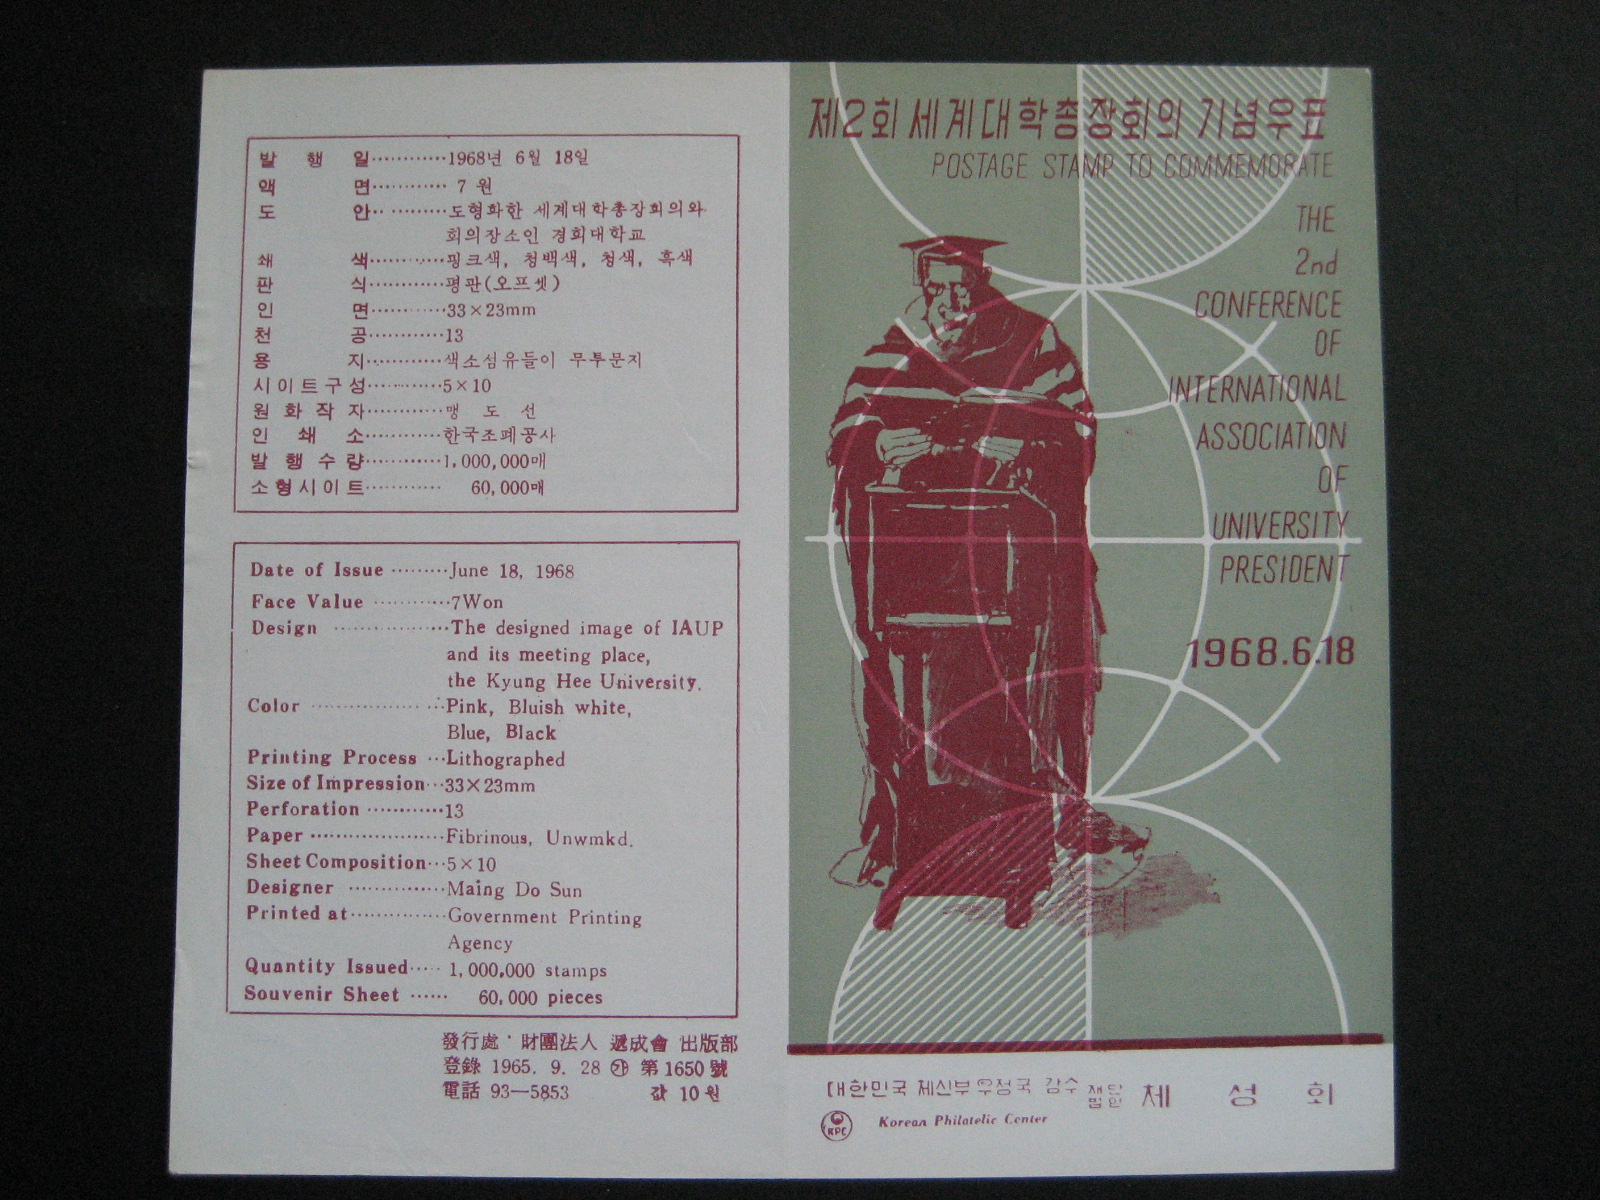 발 행 일············1968년 6월 18일
액 면············ 7 원
도 안·· ·········도형화한 세계대학총장회의와
회의장소인 경희대학교
쇄 색············핑크색, 청백색, 청색, 흑색
판 식············평판(오프셋)
인 면············33×23mm
천 공············13
용 지············색소섬유들이 무투문지
시이트구성············5×10
원 화 작 자············맹 도 선
인 쇄 소············한국조폐공사
발 행 수 량············1,000,000매
소형시이트············ 60,000매
Date of Issue ·········June 18, 1968
Face Value ············7Won
Design ··················The designed image of IAUP
and its meeting place,
the Kyung Hee University.
Color ··················Pink, Bluish white,
Blue, Black
Printing Process ···Lithographed
Size of Impression···33×23mm
Perforation ············13
Paper ·····················Fibrinous, Unwmkd.
Sheet Composition···5×10
Designer ···············Maing Do Sun
Printed at···············Government Printing
Agency
Quantity Issued····· 1,000,000 stamps
Souvenir Sheet ······ 60,000 pieces
發行處·財團法人 遞成會 出版部
登錄 1965. 9. 28 ㉮ 第1650號
電話 93—5853 값 10원
제2회 세계대학총장회의 기념우표
POSTAGE STAMP TO COMMEMORATE
THE
2nd
CONFERENCE
OF
INTERNATIONAL
ASSOCIATION
OF
UNIVERSITY
PRESIDENT
1968.6.18
대한민국 체신부 우정국 감수 재단법인 체 성 회
KPC Korean Philatelic Center